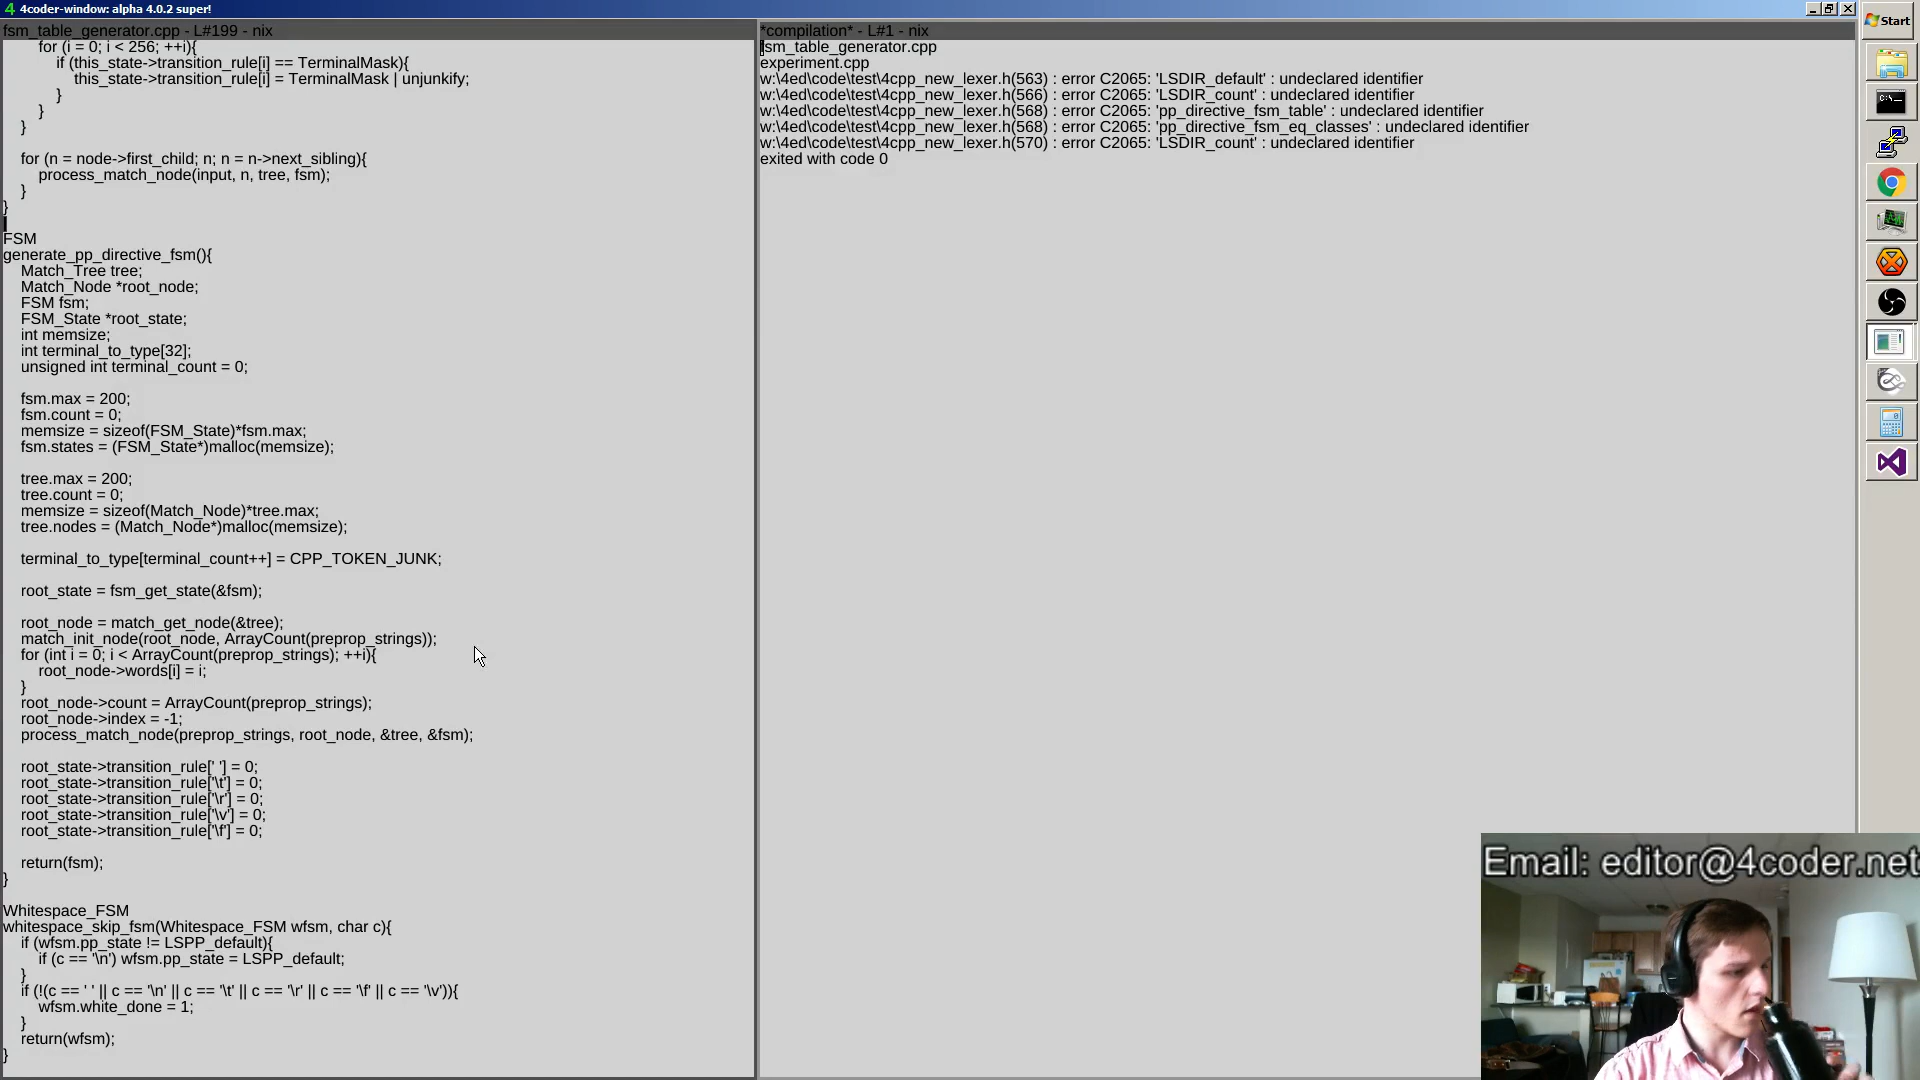 4 4coder-window: alpha 4.0.2 super!
Start
fsm_table_generator.cpp - L#199 - nix
for (i = 0; i < 256; ++i){
if (this_state->transition_rule[i] == TerminalMask){
this_state->transition_rule[i] = TerminalMask | unjunkify;
}
}
}
for (n = node->first_child; n; n = n->next_sibling){
process_match_node(input, n, tree, fsm);
}
}
FSM
generate_pp_directive_fsm(){
Match_Tree tree;
Match_Node *root_node;
FSM fsm;
FSM_State *root_state;
int memsize;
int terminal_to_type[32];
unsigned int terminal_count = 0;
fsm.max = 200;
fsm.count = 0;
memsize = sizeof(FSM_State)*fsm.max;
fsm.states = (FSM_State*)malloc(memsize);
tree.max = 200;
tree.count = 0;
memsize = sizeof(Match_Node)*tree.max;
tree.nodes = (Match_Node*)malloc(memsize);
terminal_to_type[terminal_count++] = CPP_TOKEN_JUNK;
root_state = fsm_get_state(&fsm);
root_node = match_get_node(&tree);
match_init_node(root_node, ArrayCount(preprop_strings));
for (int i = 0; i < ArrayCount(preprop_strings); ++i){
root_node->words[i] = i;
}
root_node->count = ArrayCount(preprop_strings);
root_node->index = -1;
process_match_node(preprop_strings, root_node, &tree, &fsm);
root_state->transition_rule[' '] = 0;
root_state->transition_rule['\t'] = 0;
root_state->transition_rule['\r'] = 0;
root_state->transition_rule['\v'] = 0;
root_state->transition_rule['\f'] = 0;
return(fsm);
}
Whitespace_FSM
whitespace_skip_fsm(Whitespace_FSM wfsm, char c){
if (wfsm.pp_state != LSPP_default){
if (c == '\n') wfsm.pp_state = LSPP_default;
}
if (!(c == ' ' || c == '\n' || c == '\t' || c == '\r' || c == '\f' || c == '\v')){
wfsm.white_done = 1;
}
return(wfsm);
}
*compilation* - L#1 - nix
fsm_table_generator.cpp
experiment.cpp
w:\4ed\code\test\4cpp_new_lexer.h(563) : error C2065: 'LSDIR_default' : undeclared identifier
w:\4ed\code\test\4cpp_new_lexer.h(566) : error C2065: 'LSDIR_count' : undeclared identifier
w:\4ed\code\test\4cpp_new_lexer.h(568) : error C2065: 'pp_directive_fsm_table' : undeclared identifier
w:\4ed\code\test\4cpp_new_lexer.h(568) : error C2065: 'pp_directive_fsm_eq_classes' : undeclared identifier
w:\4ed\code\test\4cpp_new_lexer.h(570) : error C2065: 'LSDIR_count' : undeclared identifier
exited with code 0
Email: editor@4coder.net